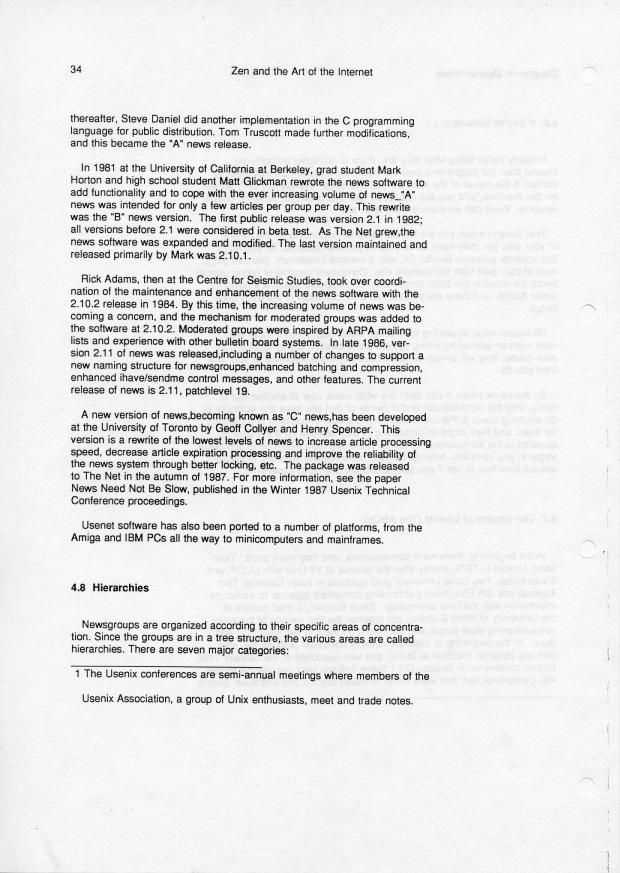 34
Zen and the Art of the Internet
thereafter, Steve Daniel did another implementation in the C programming
language for public distribution. Tom Truscott made further modifications,
and this became the "A" news release.
In 1981 at the University of California at Berkeley, grad student Mark
Horton and high school student Matt Glickman rewrote the news software to
add functionality and to cope with the ever increasing volume of news_"A"
news was intended for only a few articles per group per day. This rewrite
was the "B" news version. The first public release was version 2.1 in 1982;
all versions before 2.1 were considered in beta test. As The Net grew,the
news software was expanded and modified. The last version maintained and
released primarily by Mark was 2.10.1.
Rick Adams, then at the Centre for Seismic Studies, took over coordi-
nation of the maintenance and enhancement of the news software with the
2.10.2 release in 1984. By this time, the increasing volume of news was be-
coming a concern, and the mechanism for moderated groups was added to
the software at 2.10.2. Moderated groups were inspired by ARPA mailing
lists and experience with other bulletin board systems. In late 1986, ver-
sion 2.11 of news was released,including a number of changes to support a
new naming structure for newsgroups,enhanced batching and compression,
enhanced ihave/sendme control messages, and other features. The current
release of news is 2.11, patchlevel 19.
A new version of news,becoming known as "C" news,has been developed
at the University of Toronto by Geoff Collyer and Henry Spencer. This
version is a rewrite of the lowest levels of news to increase article processing
speed, decrease article expiration processing and improve the reliability of
the news system through better locking, etc. The package was released
to The Net in the autumn of 1987. For more information, see the paper
News Need Not Be Slow, published in the Winter 1987 Usenix Technical
Conference proceedings.
Usenet software has also been ported to a number of platforms, from the
Amiga and IBM PCs all the way to minicomputers and mainframes.
4.8 Hierarchies
Newsgroups are organized according to their specific areas of concentra-
tion. Since the groups are in a tree structure, the various areas are called
hierarchies. There are seven major categories:
1 The Usenix conferences are semi-annual meetings where members of the
Usenix Association, a group of Unix enthusiasts, meet and trade notes.